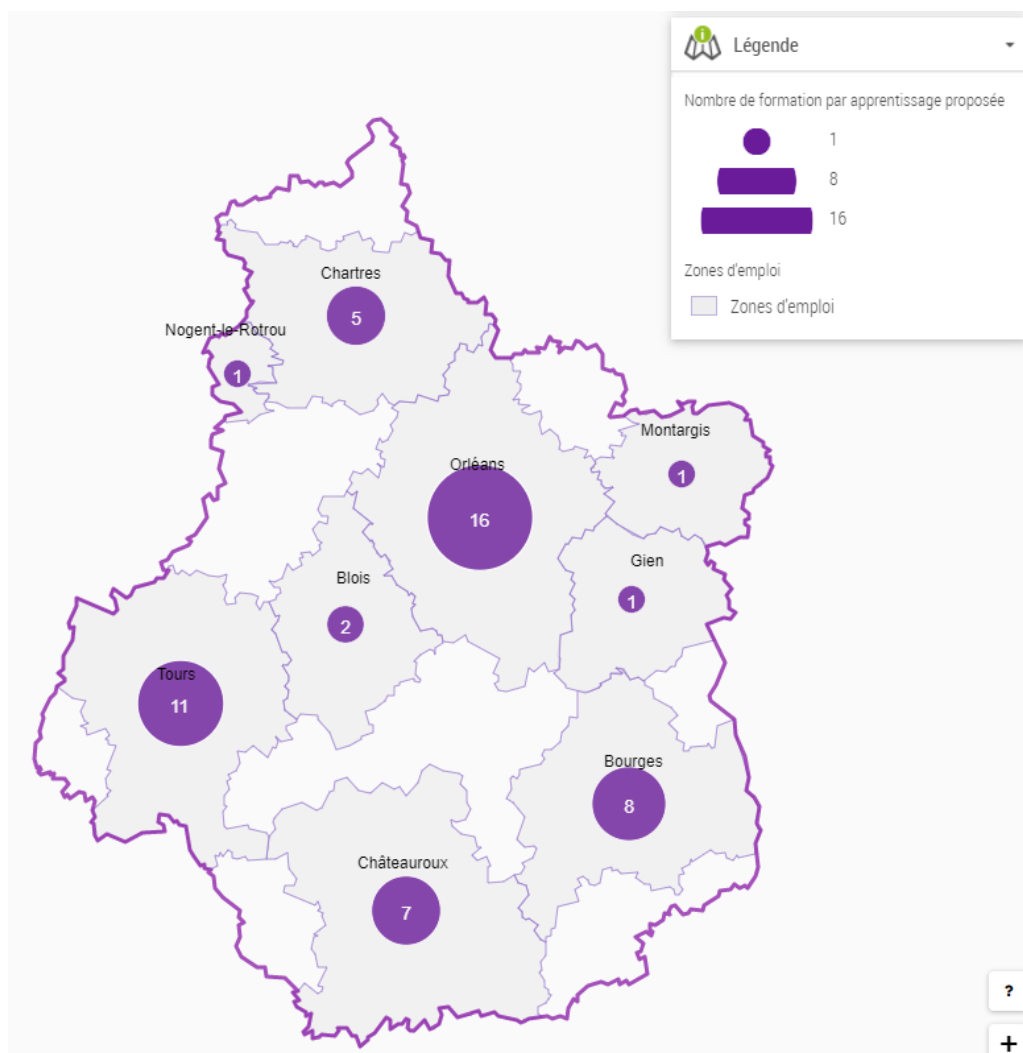 Légende
Nombre de formation par apprentissage proposée
1
8
16
Zones d'emploi
Zones d'emploi
Chartres
5
Nogent-le-Rotrou
1
Montargis
1
Orléans
16
Gien
1
Blois
2
Tours
11
Bourges
8
Châteauroux
7
?
+